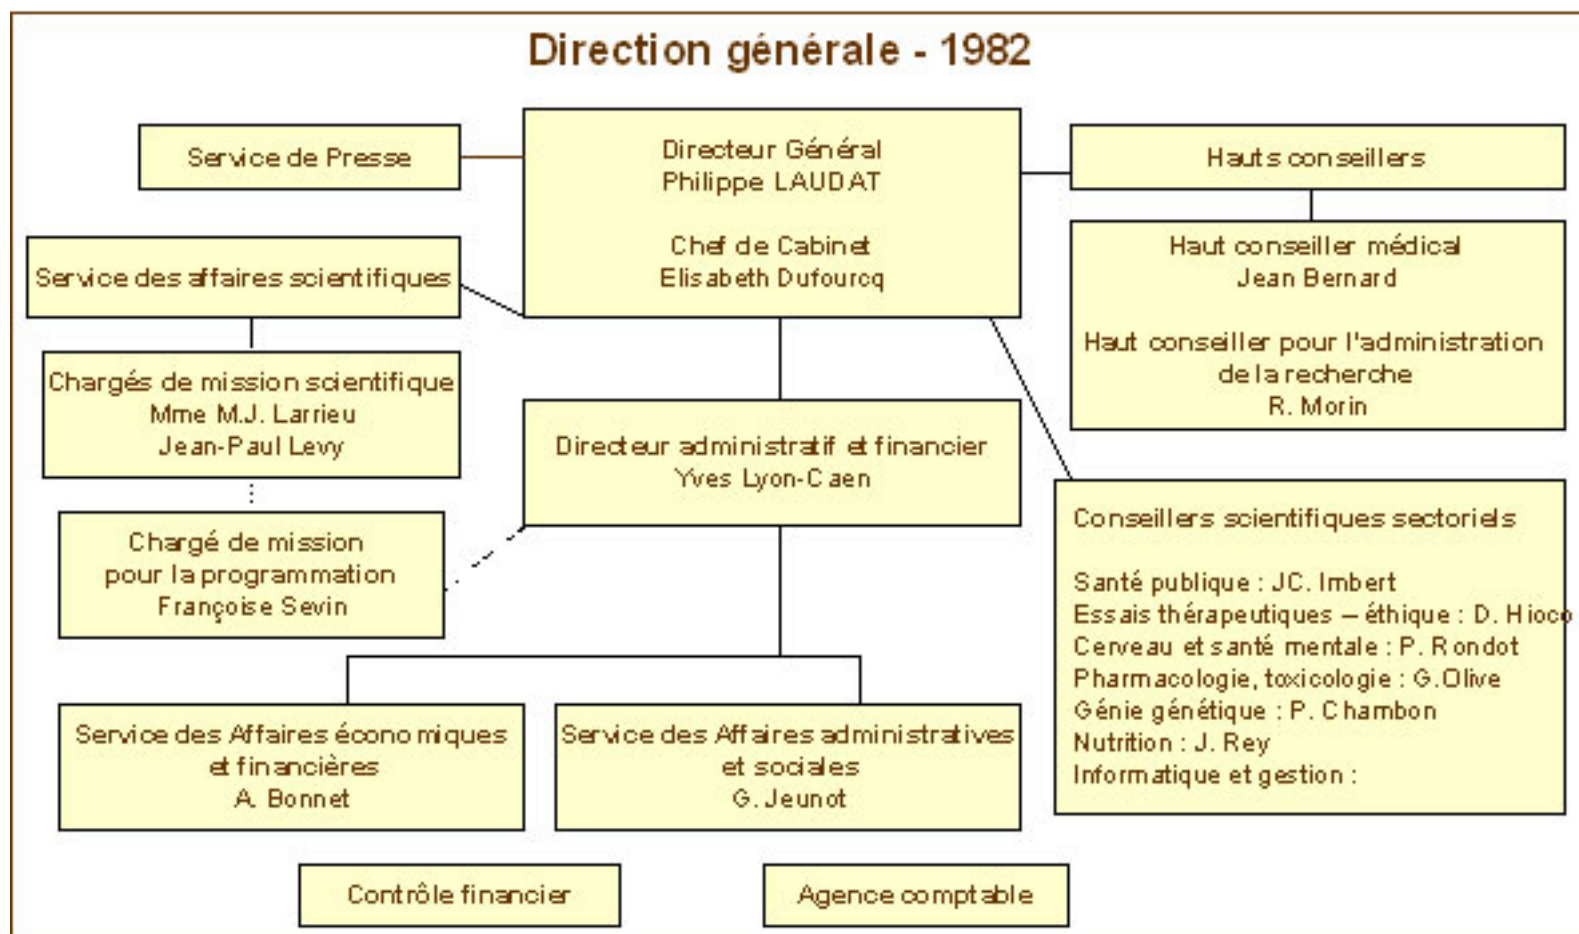 Direction générale - 1982
Service de Presse
Directeur Général
Philippe LAUDAT
Chef de Cabinet
Elisabeth Dufourcq
Hauts conseillers
Haut conseiller médical
Jean Bernard
Haut conseiller pour l'administration
de la recherche
R. Morin
Service des affaires scientifiques
Chargés de mission scientifique
Mme M.J. Larrieu
Jean-Paul Levy
Directeur administratif et financier
Yves Lyon-Caen
Chargé de mission
pour la programmation
Françoise Sevin
Conseillers scientifiques sectoriels
Santé publique : JC. Imbert
Essais thérapeutiques – éthique : D. Hioco
Cerveau et santé mentale : P. Rondot
Pharmacologie, toxicologie : G.Olive
Génie génétique : P. Chambon
Nutrition : J. Rey
Informatique et gestion :
Service des Affaires économiques
et financières
A. Bonnet
Service des Affaires administratives
et sociales
G. Jeunot
Contrôle financier
Agence comptable